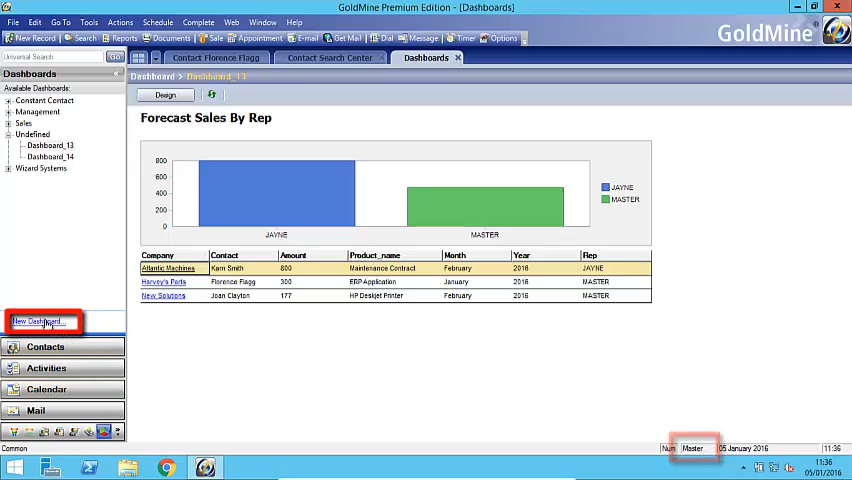 GoldMine Premium Edition - [Dashboards]
File Edit Go To Tools Actions Schedule Complete Web Window Help
New Record Search Reports Documents Sale Appointment E-mail Get Mail Dial Message Timer Options
GoldMine
Universal Search Go
Contact Florence Flagg Contact Search Center Dashboards
Dashboards
Dashboard Dashboard_13
Available Dashboards:
Constant Contact
Management
Sales
Undefined
Dashboard_13
Dashboard_14
Wizard Systems
Design
Forecast Sales By Rep
800
600
400
200
0
JAYNE
MASTER
JAYNE MASTER
Company Contact Amount Product_name Month Year Rep
Atlantic Machines Karn Smith 800 Maintenance Contract February 2016 JAYNE
Harvey's Parts Florence Flagg 300 ERP Application January 2016 MASTER
New Solutions Joan Clayton 177 HP Deskjet Printer February 2016 MASTER
New Dashboard...
Contacts
Activities
Calendar
Mail
Common
Num Master 05 January 2016 11:36
11:36
05/01/2016